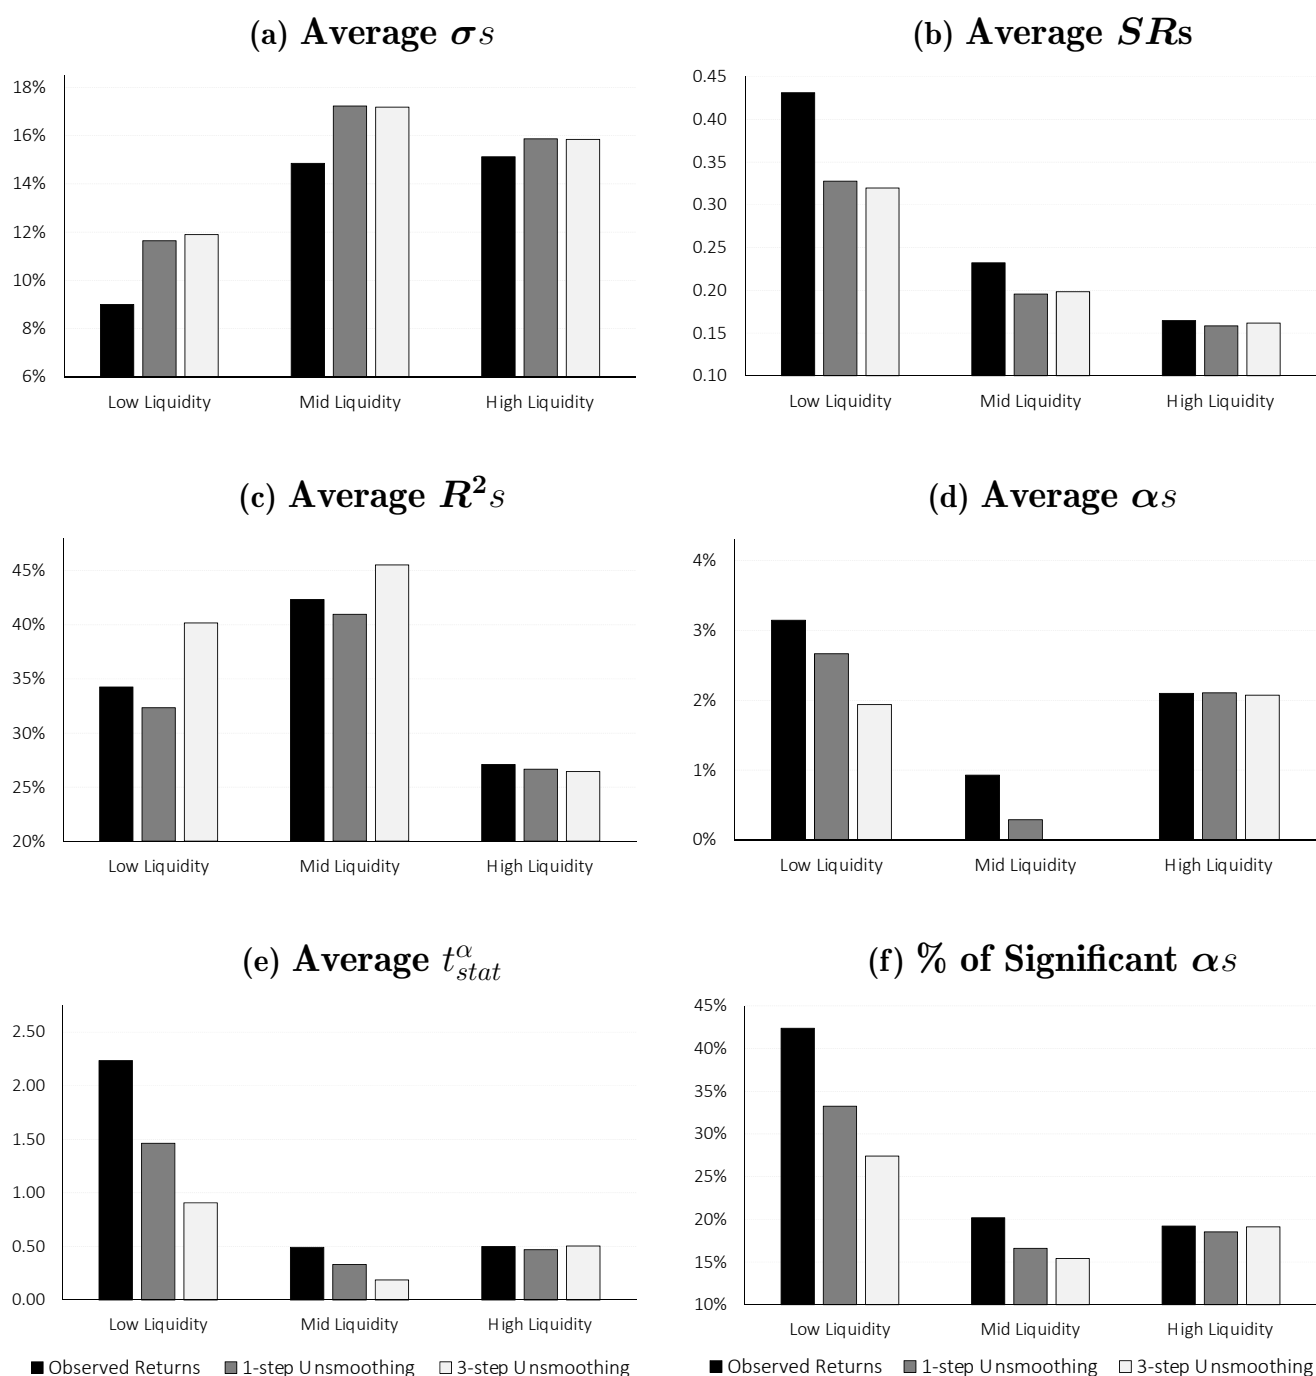 (a) Average σs
18%
16%
14%
12%
10%
8%
6%
Low Liquidity Mid Liquidity High Liquidity
(b) Average SRs
0.45
0.40
0.35
0.30
0.25
0.20
0.15
0.10
Low Liquidity Mid Liquidity High Liquidity
(c) Average R²s
45%
40%
35%
30%
25%
20%
Low Liquidity Mid Liquidity High Liquidity
(d) Average αs
4%
3%
2%
1%
0%
Low Liquidity Mid Liquidity High Liquidity
(e) Average t^α_stat
2.50
2.00
1.50
1.00
0.50
0.00
Low Liquidity Mid Liquidity High Liquidity
Observed Returns 1-step Unsmoothing 3-step Unsmoothing
(f) % of Significant αs
45%
40%
35%
30%
25%
20%
15%
10%
Low Liquidity Mid Liquidity High Liquidity
Observed Returns 1-step Unsmoothing 3-step Unsmoothing